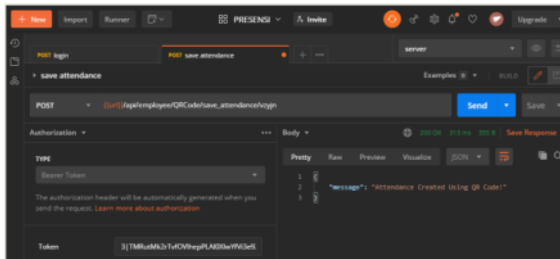 + New Import Runner PRESENSI Invite Upgrade
POST login POST save attendance server
save attendance Examples 0 BUILD
POST {{url}}/api/employee/QRCode/save_attendance/vzyjn Send Save
Authorization Body 200 OK Save Response
TYPE Pretty Raw Preview Visualize JSON
Bearer Token
1 {
2 "message": "Attendance Created Using QR Code!"
3 }
The authorization header will be automatically generated when you
send the request. Learn more about authorization
Token